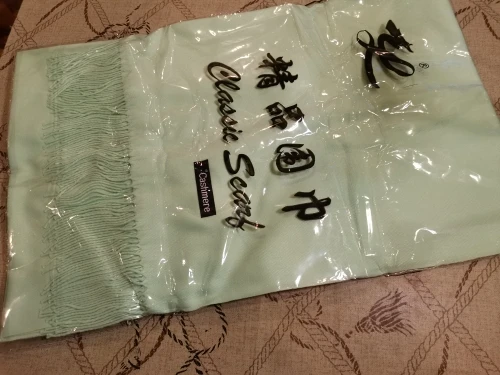 精品围巾
Classic Scarf
Cashmere
®